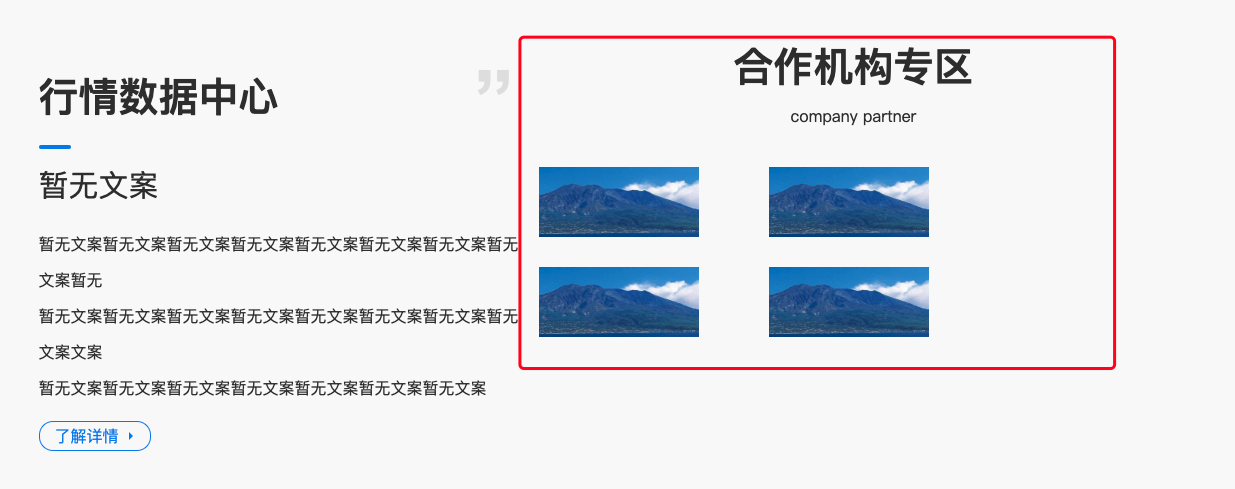 行情数据中心
”
暂无文案
暂无文案暂无文案暂无文案暂无文案暂无文案暂无文案暂无文案暂无
文案暂无
暂无文案暂无文案暂无文案暂无文案暂无文案暂无文案暂无文案暂无
文案文案
暂无文案暂无文案暂无文案暂无文案暂无文案暂无文案暂无文案
了解详情
合作机构专区
company partner